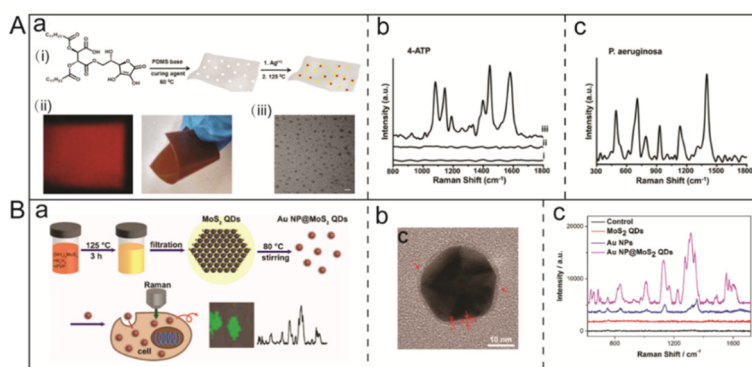 A
a
b
c
(i)
PDMS base
curing agent
60 ºC
1. Ag(+)
2. 125 ºC
(ii)
(iii)
4-ATP
Intensity (a.u.)
iii
ii
i
800 1000 1200 1400 1600 1800
Raman Shift (cm⁻¹)
P. aeruginosa
Intensity (a.u.)
300 600 900 1200 1500 1800
Raman Shift (cm⁻¹)
B
a
b
c
125 °C
3 h
filtration
MoS2 QDs
80 °C
stirring
Au NP@MoS2 QDs
Raman
cell
c
10 nm
Control
MoS2 QDs
Au NPs
Au NP@MoS2 QDs
Intensity / a.u.
20000
10000
0
800 1200 1600
Raman Shift / cm⁻¹